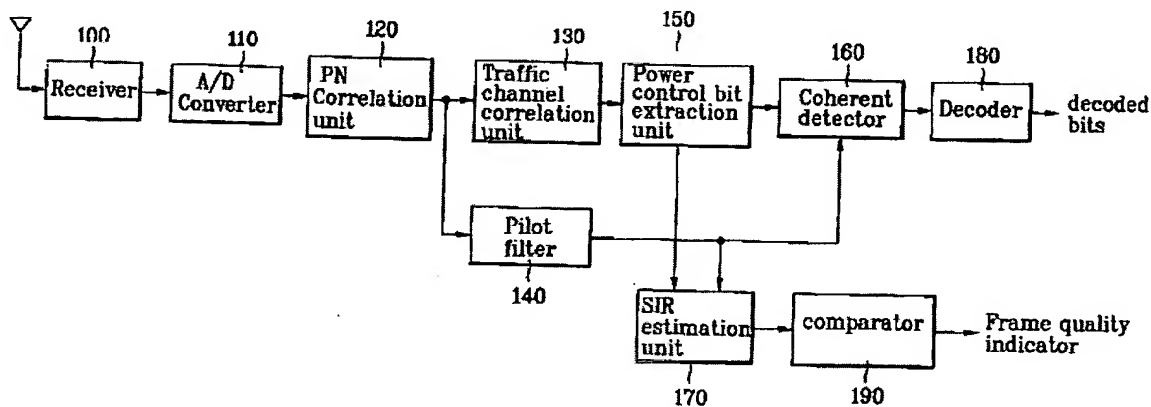 100
Receiver
110
A/D
Converter
120
PN
Correlation
unit
130
Traffic
channel
correlation
unit
150
Power
control bit
extraction
unit
160
Coherent
detector
180
Decoder
decoded
bits
Pilot
filter
140
SIR
estimation
unit
170
comparator
190
Frame quality
indicator